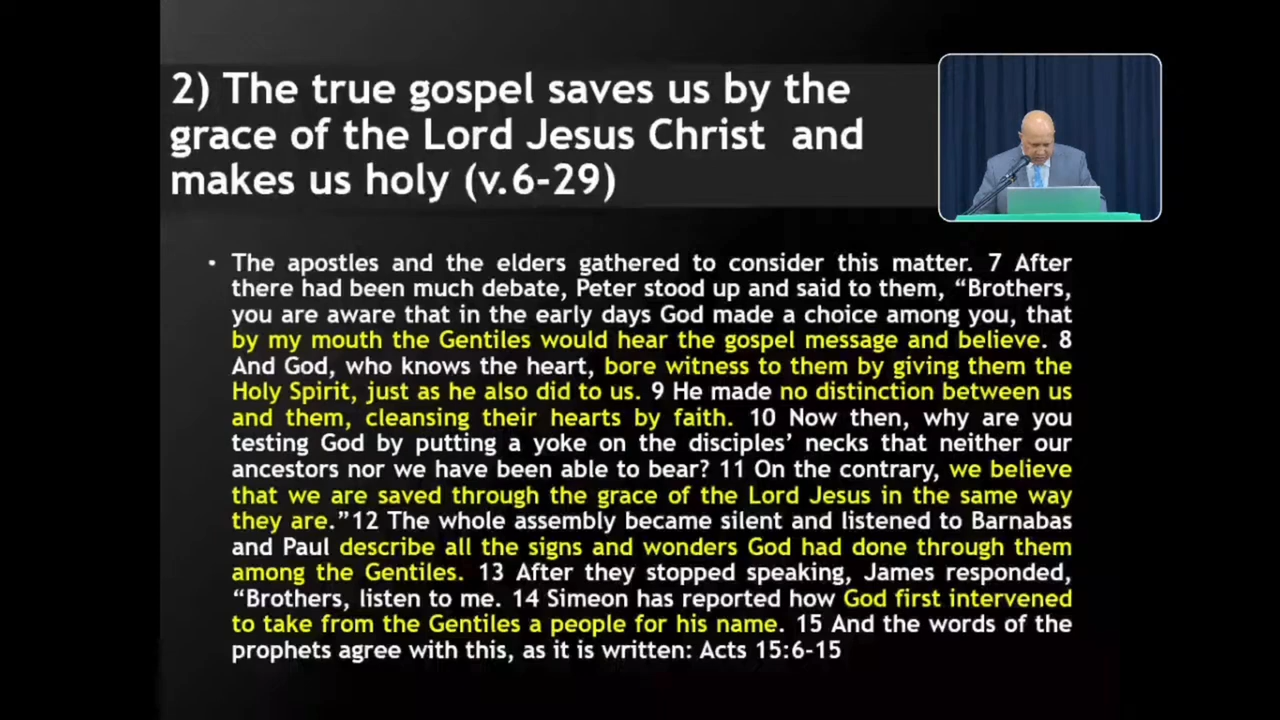 2) The true gospel saves us by the
grace of the Lord Jesus Christ and
makes us holy (v.6-29)
• The apostles and the elders gathered to consider this matter. 7 After
there had been much debate, Peter stood up and said to them, “Brothers,
you are aware that in the early days God made a choice among you, that
by my mouth the Gentiles would hear the gospel message and believe. 8
And God, who knows the heart, bore witness to them by giving them the
Holy Spirit, just as he also did to us. 9 He made no distinction between us
and them, cleansing their hearts by faith. 10 Now then, why are you
testing God by putting a yoke on the disciples’ necks that neither our
ancestors nor we have been able to bear? 11 On the contrary, we believe
that we are saved through the grace of the Lord Jesus in the same way
they are.”12 The whole assembly became silent and listened to Barnabas
and Paul describe all the signs and wonders God had done through them
among the Gentiles. 13 After they stopped speaking, James responded,
“Brothers, listen to me. 14 Simeon has reported how God first intervened
to take from the Gentiles a people for his name. 15 And the words of the
prophets agree with this, as it is written: Acts 15:6-15